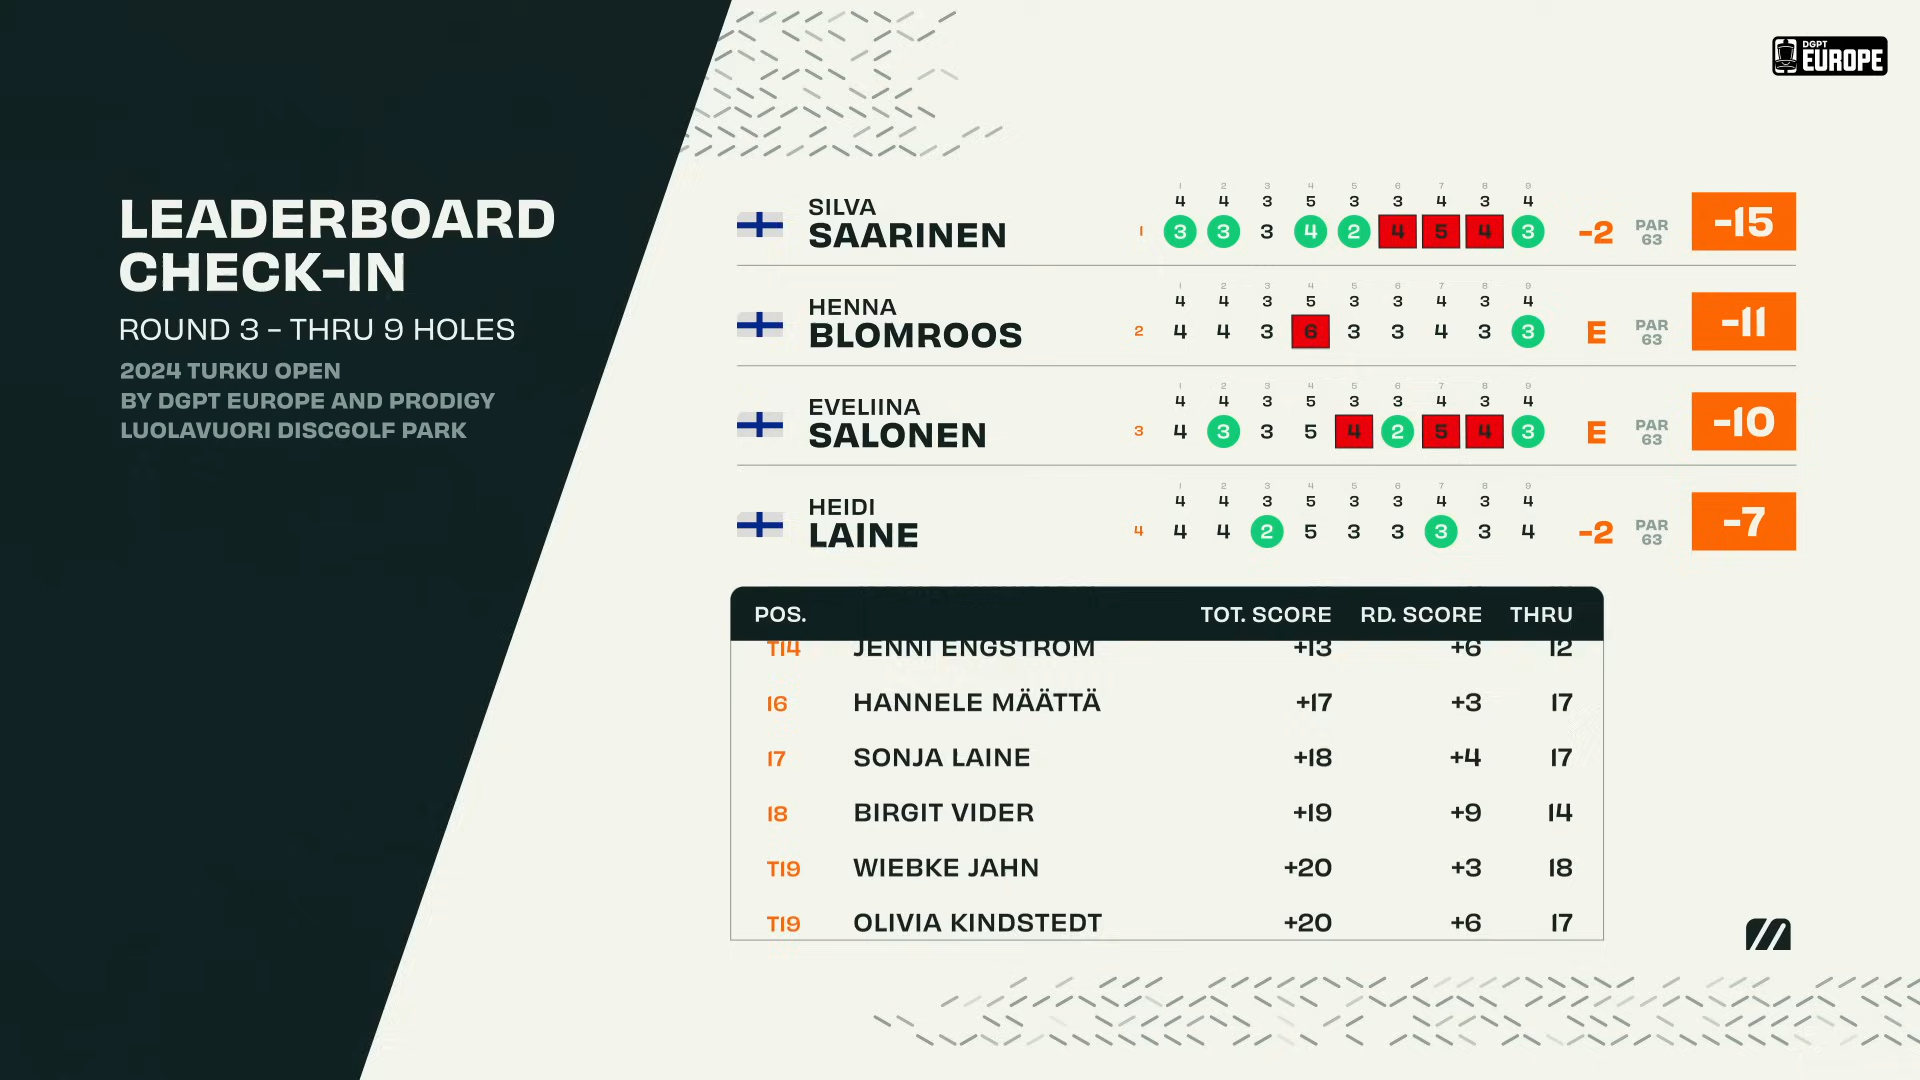 DGPT
EUROPE
LEADERBOARD
CHECK-IN
ROUND 3 - THRU 9 HOLES
2024 TURKU OPEN
BY DGPT EUROPE AND PRODIGY
LUOLAVUORI DISCGOLF PARK
1 2 3 4 5 6 7 8 9
SILVA 4 4 3 5 3 3 4 3 4
SAARINEN 1 3 3 3 4 2 4 5 4 3 -2 PAR 63 -15
1 2 3 4 5 6 7 8 9
HENNA 4 4 3 5 3 3 4 3 4
BLOMROOS 2 4 4 3 6 3 3 4 3 3 E PAR 63 -11
1 2 3 4 5 6 7 8 9
EVELIINA 4 4 3 5 3 3 4 3 4
SALONEN 3 4 3 3 5 4 2 5 4 3 E PAR 63 -10
1 2 3 4 5 6 7 8 9
HEIDI 4 4 3 5 3 3 4 3 4
LAINE 4 4 4 2 5 3 3 3 3 4 -2 PAR 63 -7
POS. TOT. SCORE RD. SCORE THRU
T14 JENNI ENGSTRÖM +13 +6 12
16 HANNELE MÄÄTTÄ +17 +3 17
17 SONJA LAINE +18 +4 17
18 BIRGIT VIDER +19 +9 14
T19 WIEBKE JAHN +20 +3 18
T19 OLIVIA KINDSTEDT +20 +6 17